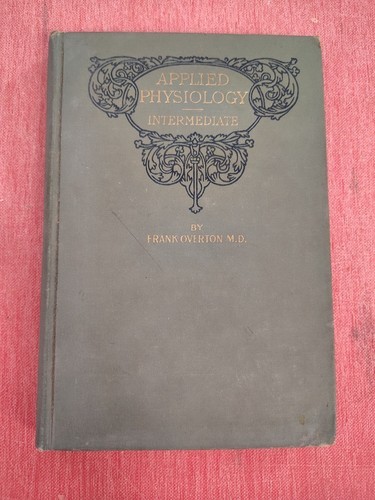 APPLIED
PHYSIOLOGY
INTERMEDIATE
BY
FRANK OVERTON M.D.